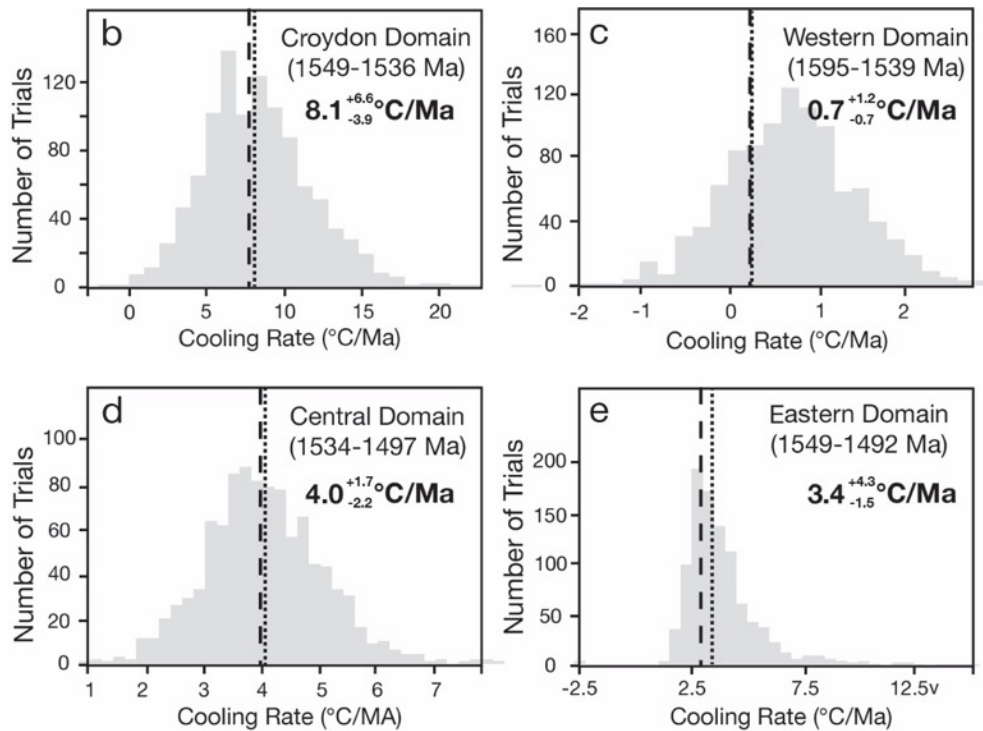 b
Croydon Domain
(1549-1536 Ma)
8.1 +6.6 -3.9 °C/Ma
Number of Trials
120
80
40
0
0 5 10 15 20
Cooling Rate (°C/Ma)
c
Western Domain
(1595-1539 Ma)
0.7 +1.2 -0.7 °C/Ma
Number of Trials
160
120
80
40
0
-2 -1 0 1 2
Cooling Rate (°C/Ma)
d
Central Domain
(1534-1497 Ma)
4.0 +1.7 -2.2 °C/Ma
Number of Trials
100
80
60
40
20
0
1 2 3 4 5 6 7
Cooling Rate (°C/MA)
e
Eastern Domain
(1549-1492 Ma)
3.4 +4.3 -1.5 °C/Ma
Number of Trials
200
150
100
50
0
-2.5 2.5 7.5 12.5v
Cooling Rate (°C/Ma)